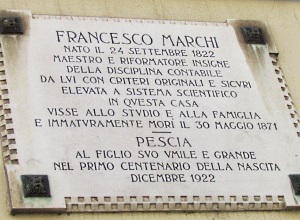 FRANCESCO MARCHI
NATO IL 24 SETTEMBRE 1822
MAESTRO E RIFORMATORE INSIGNE
DELLA DISCIPLINA CONTABILE
DA LVI CON CRITERI ORIGINALI E SICVRI
ELEVATA A SISTEMA SCIENTIFICO
IN QVESTA CASA
VISSE ALLO STVDIO E ALLA FAMIGLIA
E IMMATVRAMENTE MORÌ IL 30 MAGGIO 1871
PESCIA
AL FIGLIO SVO VMILE E GRANDE
NEL PRIMO CENTENARIO DELLA NASCITA
DICEMBRE 1922